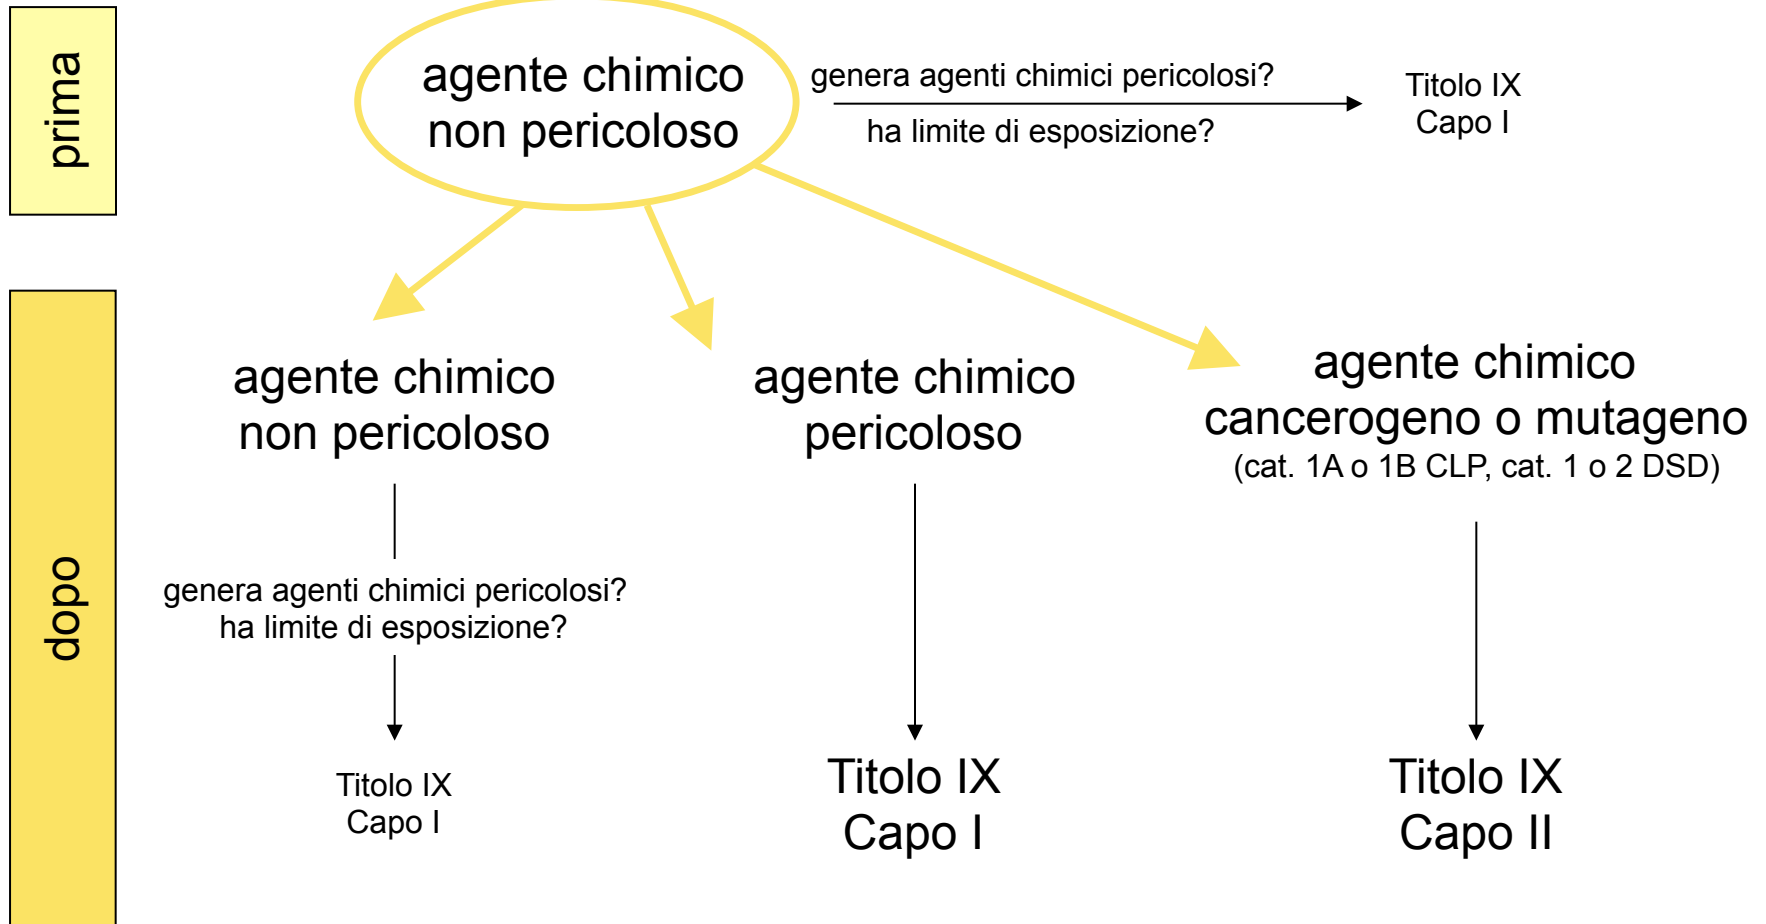 prima
agente chimico
non pericoloso
genera agenti chimici pericolosi?
ha limite di esposizione?
Titolo IX
Capo I
dopo
agente chimico
non pericoloso
genera agenti chimici pericolosi?
ha limite di esposizione?
Titolo IX
Capo I
agente chimico
pericoloso
Titolo IX
Capo I
agente chimico
cancerogeno o mutageno
(cat. 1A o 1B CLP, cat. 1 o 2 DSD)
Titolo IX
Capo II